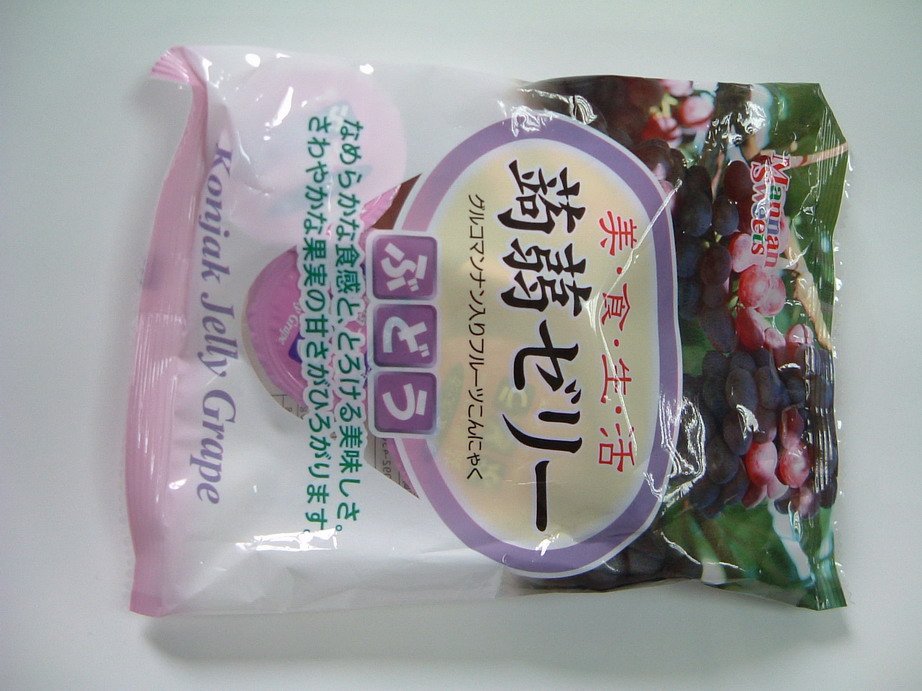 Mannan
Sweets
美・食・生・活
蒟蒻ゼリー
グルコマンナン入りフルーツこんにゃく
ぶどう
なめらかな食感と、とろける美味しさ。
さわやかな果実の甘さがひろがります。
Konjak Jelly Grape